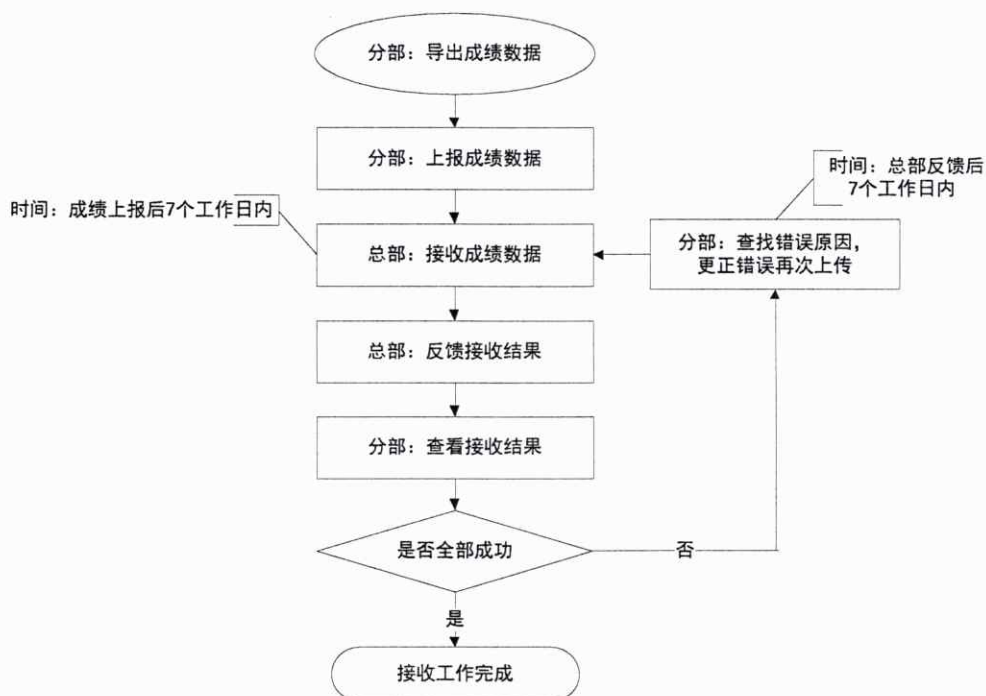 分部：导出成绩数据
分部：上报成绩数据
时间：总部反馈后
7个工作日内
时间：成绩上报后7个工作日内
总部：接收成绩数据
分部：查找错误原因，
更正错误再次上传
总部：反馈接收结果
分部：查看接收结果
是否全部成功
否
是
接收工作完成